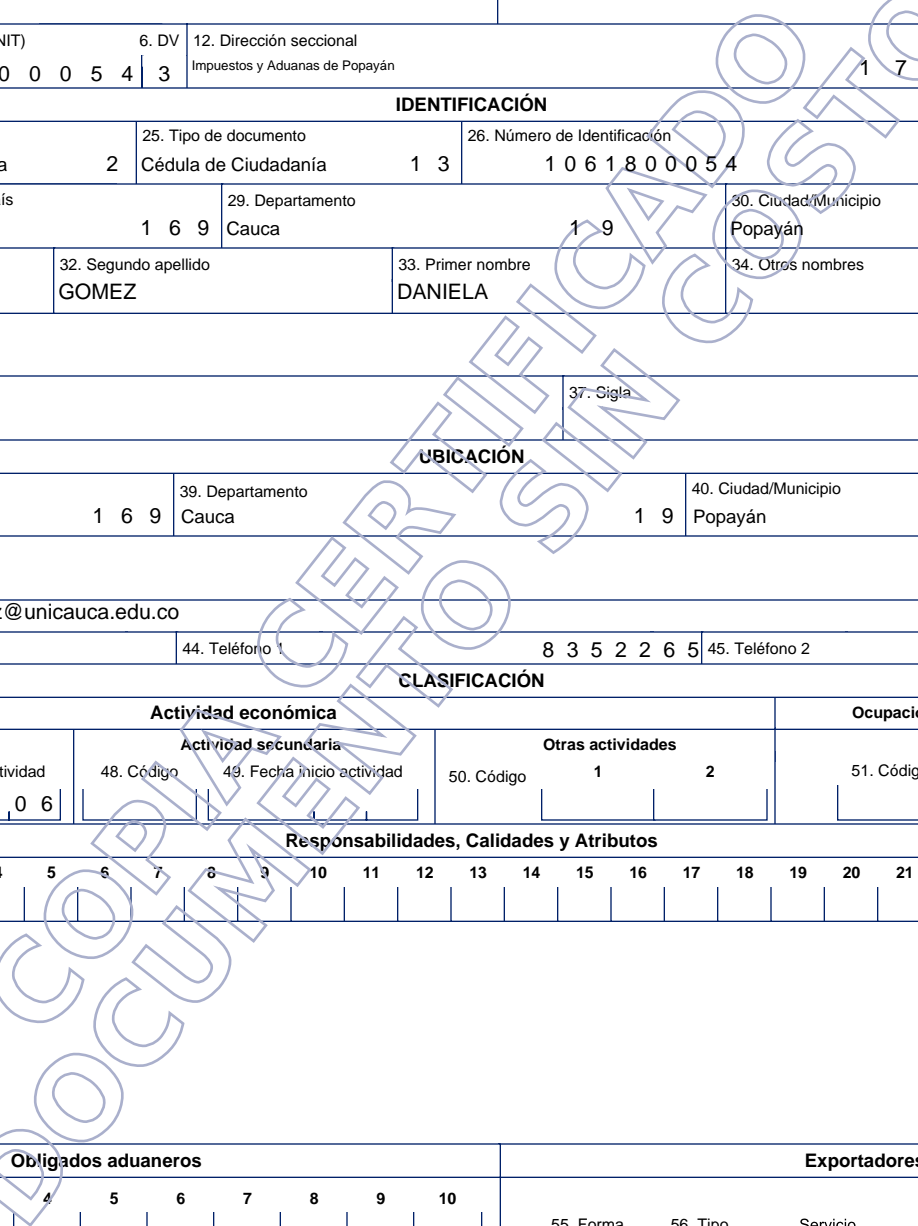 NIT) 6. DV 12. Dirección seccional
0 0 0 5 4 3 Impuestos y Aduanas de Popayán 1 7
IDENTIFICACIÓN
25. Tipo de documento 26. Número de Identificación
a 2 Cédula de Ciudadanía 1 3 1 0 6 1 8 0 0 0 5 4
ís 29. Departamento 30. Ciudad/Municipio
1 6 9 Cauca 1 9 Popayán
32. Segundo apellido 33. Primer nombre 34. Otros nombres
GOMEZ DANIELA
37. Sigla
UBICACIÓN
39. Departamento 40. Ciudad/Municipio
1 6 9 Cauca 1 9 Popayán
z@unicauca.edu.co
44. Teléfono 1 8 3 5 2 2 6 5 45. Teléfono 2
CLASIFICACIÓN
Actividad económica Ocupació
Actividad secundaria Otras actividades
tividad 48. Código 49. Fecha inicio actividad 50. Código 1 2 51. Códig
0 6
Responsabilidades, Calidades y Atributos
4 5 6 7 8 9 10 11 12 13 14 15 16 17 18 19 20 21
Obligados aduaneros Exportadores
4 5 6 7 8 9 10
55. Forma 56. Tipo Servicio
COPIA CERTIFICADO
DOCUMENTO SIN COSTO